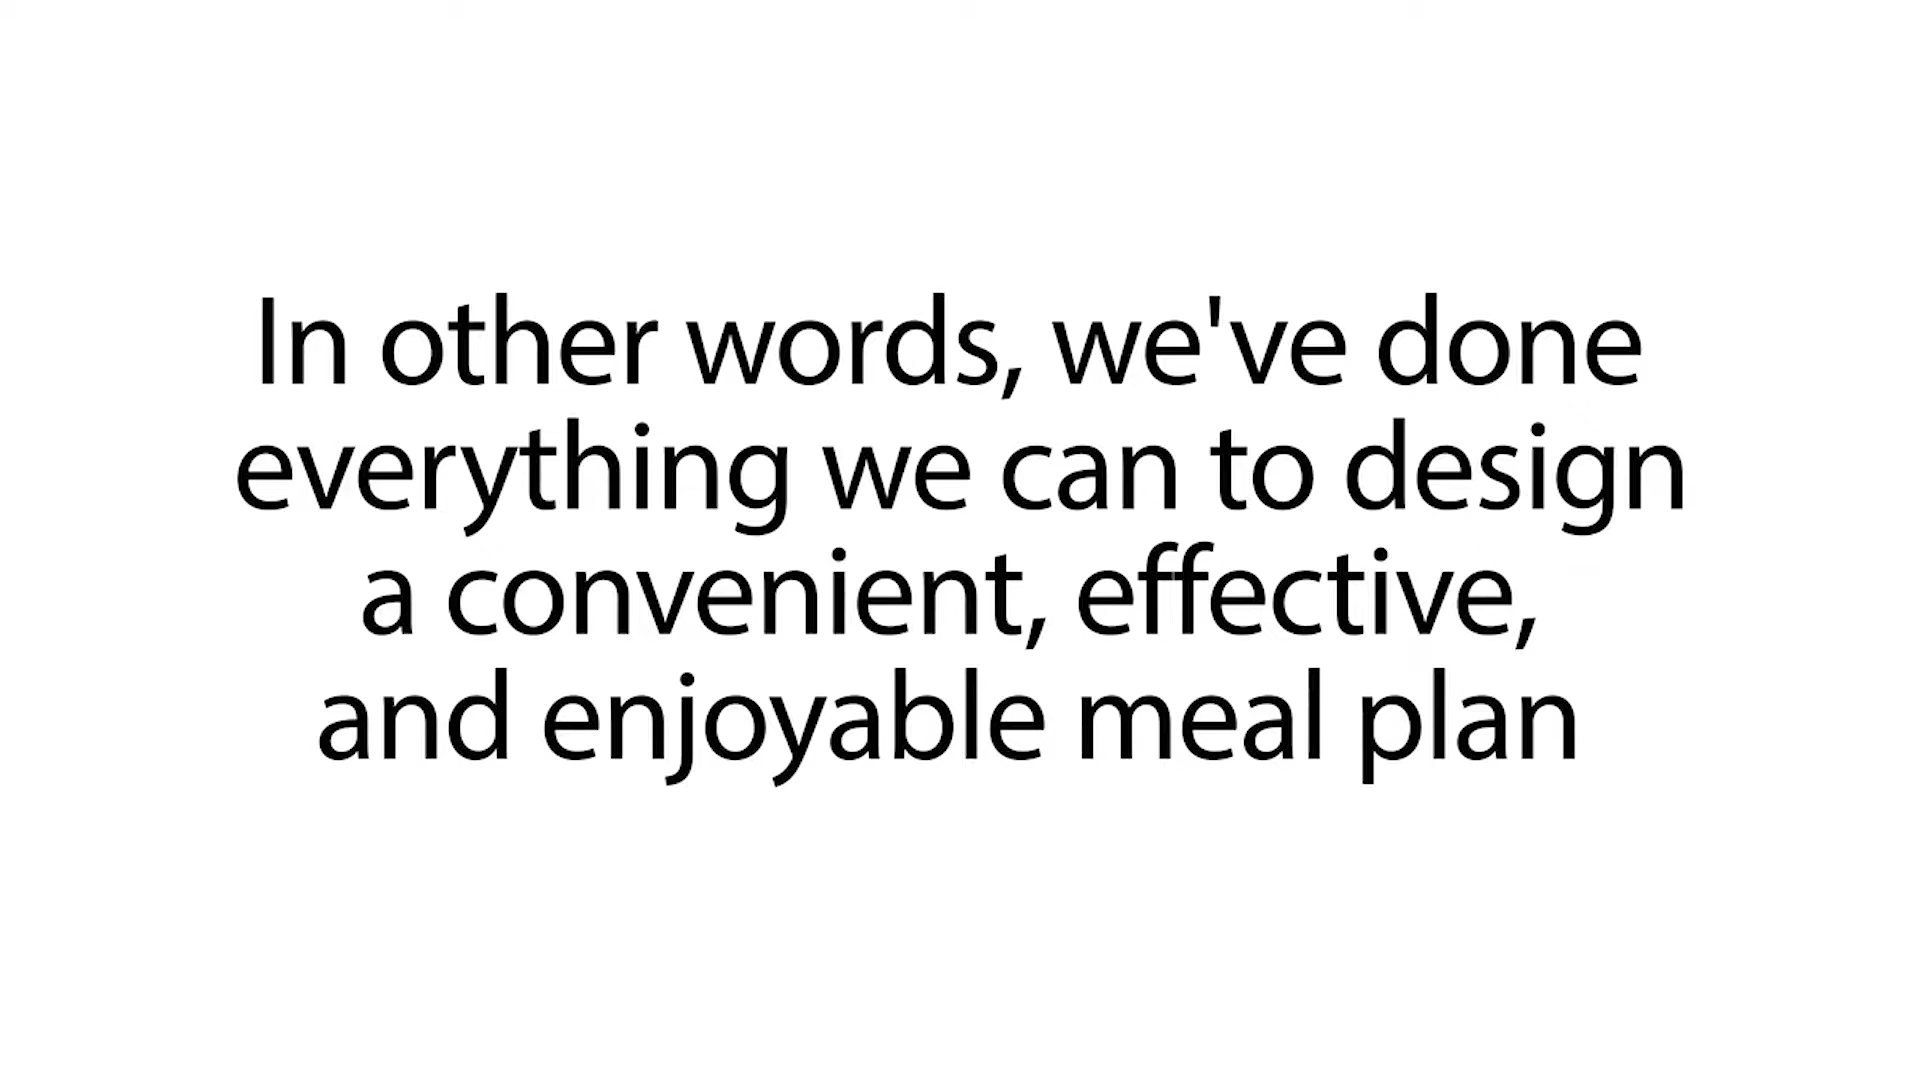 In other words, we've done
everything we can to design
a convenient, effective,
and enjoyable meal plan